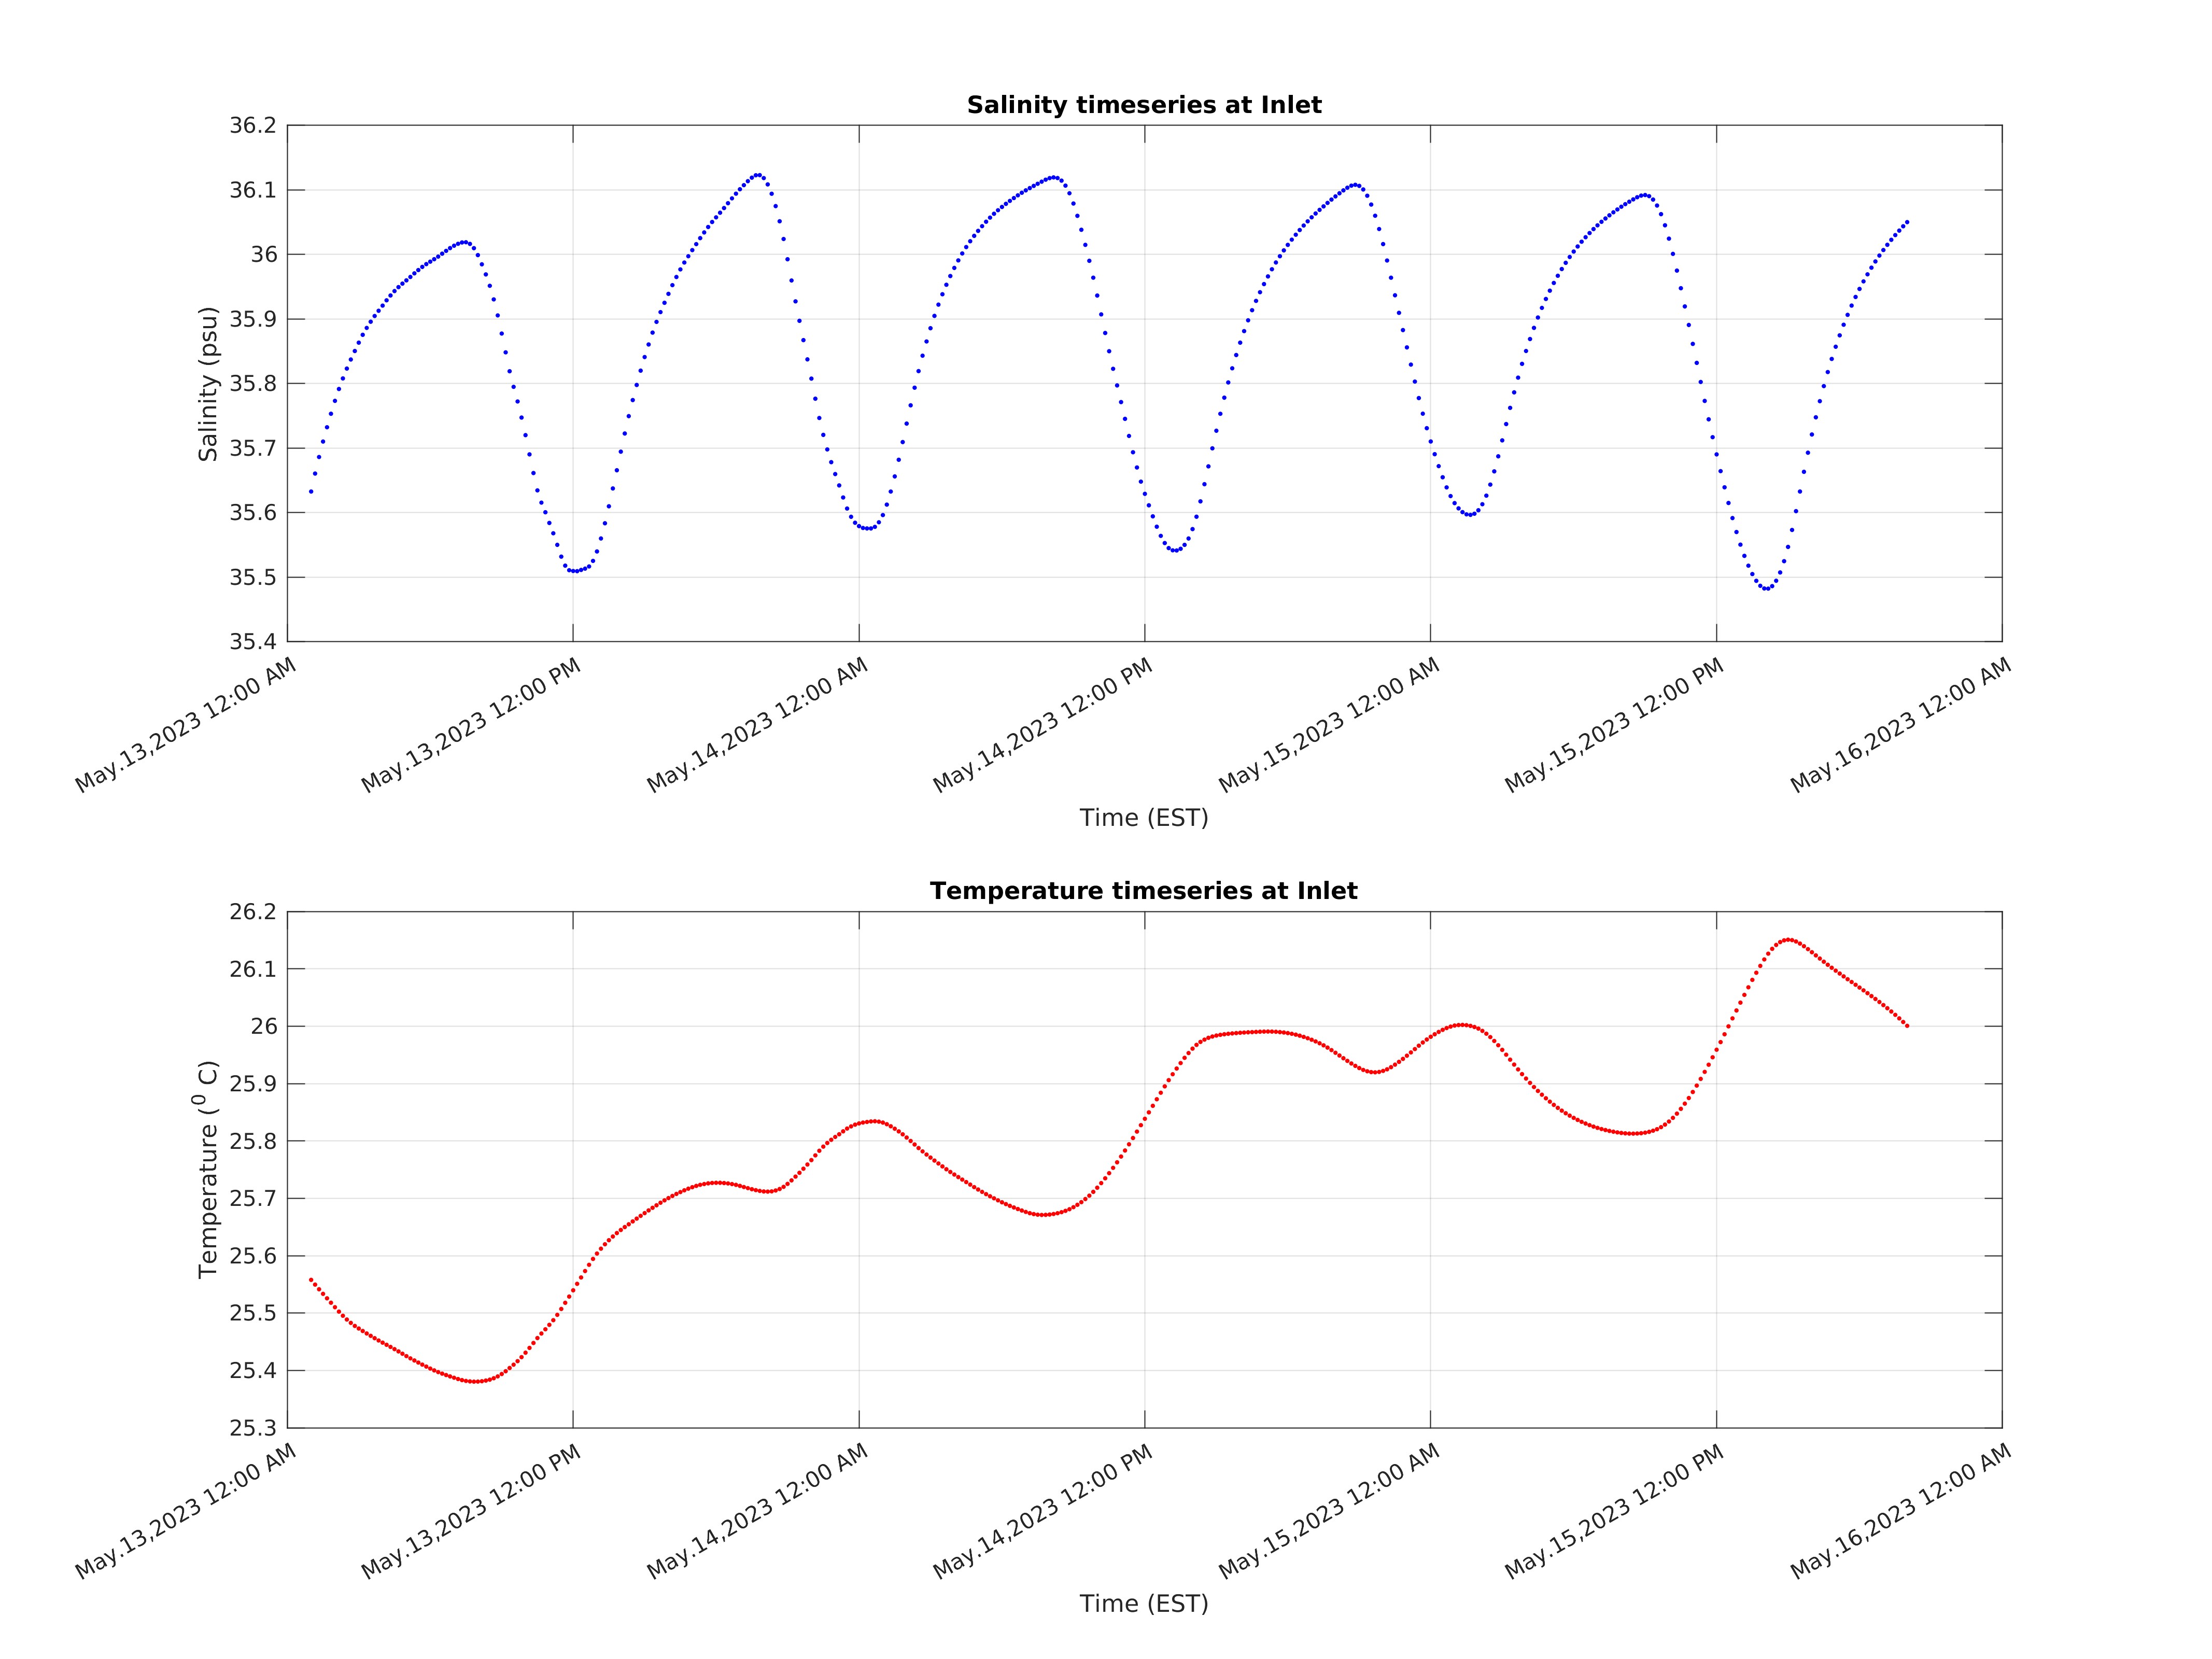 Salinity timeseries at Inlet
Salinity (psu)
36.2
36.1
36
35.9
35.8
35.7
35.6
35.5
35.4
May.13,2023 12:00 AM
May.13,2023 12:00 PM
May.14,2023 12:00 AM
May.14,2023 12:00 PM
May.15,2023 12:00 AM
May.15,2023 12:00 PM
May.16,2023 12:00 AM
Time (EST)
Temperature timeseries at Inlet
Temperature (⁰ C)
26.2
26.1
26
25.9
25.8
25.7
25.6
25.5
25.4
25.3
May.13,2023 12:00 AM
May.13,2023 12:00 PM
May.14,2023 12:00 AM
May.14,2023 12:00 PM
May.15,2023 12:00 AM
May.15,2023 12:00 PM
May.16,2023 12:00 AM
Time (EST)